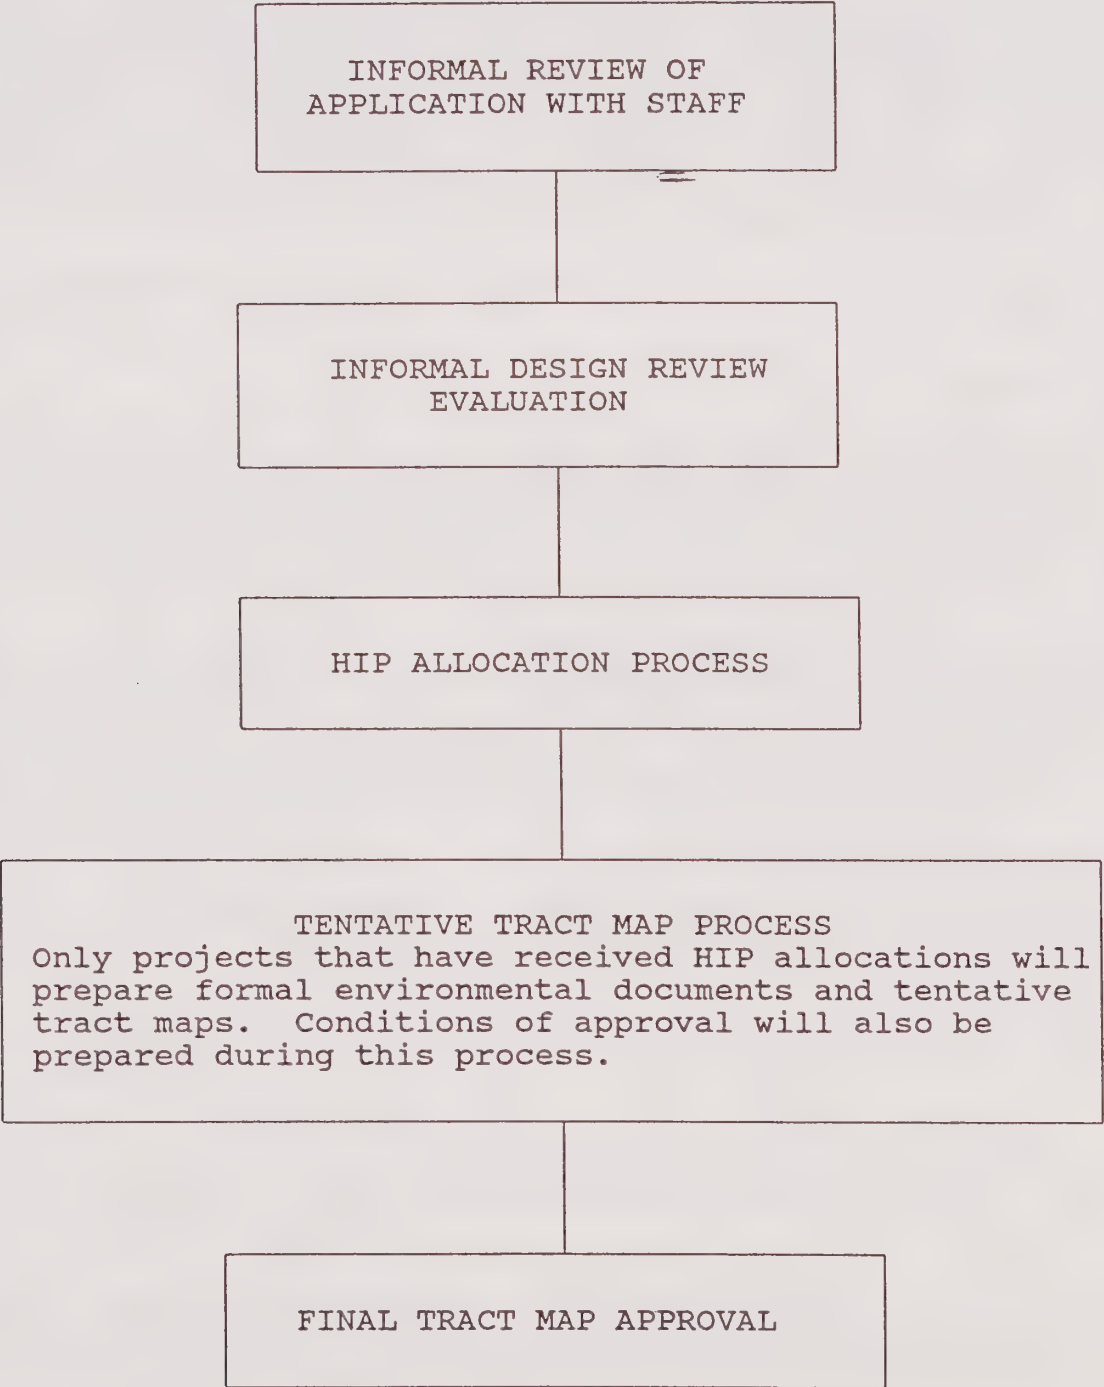 INFORMAL REVIEW OF
APPLICATION WITH STAFF
INFORMAL DESIGN REVIEW
EVALUATION
HIP ALLOCATION PROCESS
TENTATIVE TRACT MAP PROCESS
Only projects that have received HIP allocations will
prepare formal environmental documents and tentative
tract maps.  Conditions of approval will also be
prepared during this process.
FINAL TRACT MAP APPROVAL